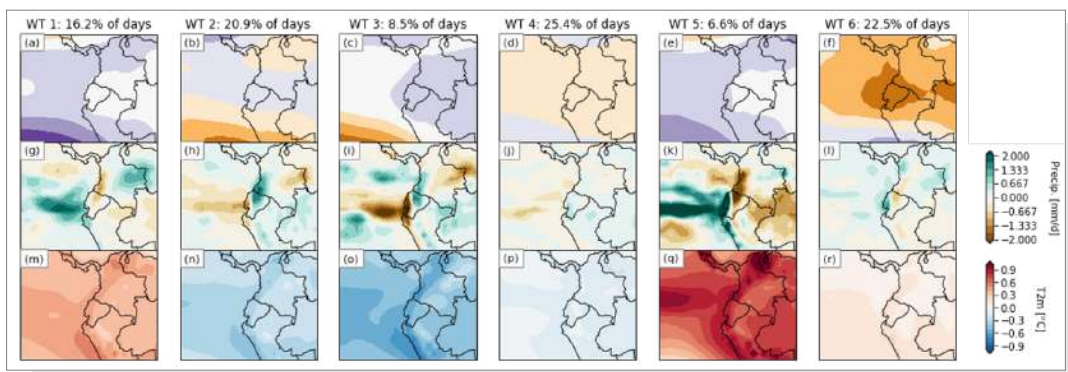 WT 1: 16.2% of days WT 2: 20.9% of days WT 3: 8.5% of days WT 4: 25.4% of days WT 5: 6.6% of days WT 6: 22.5% of days
(a) (b) (c) (d) (e) (f)
(g) (h) (i) (j) (k) (l)
2.000
1.333
0.667
0.000
−0.667
−1.333
−2.000
Precip. [mm/d]
(m) (n) (o) (p) (q) (r)
0.9
0.6
0.3
0.0
−0.3
−0.6
−0.9
T2m [°C]